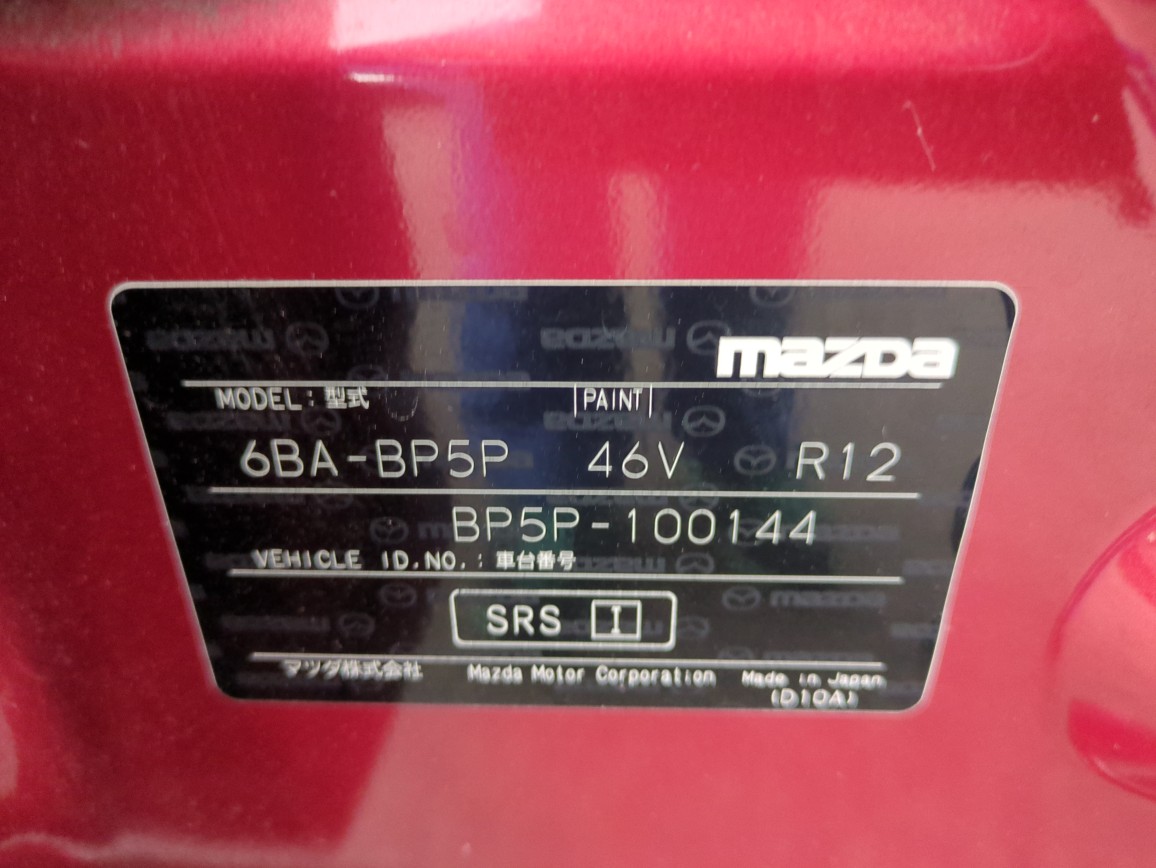 mazda
MODEL: 型式 |PAINT|
6BA-BP5P 46V R12
BP5P-100144
VEHICLE ID.NO.: 車台番号
SRS I
マツダ株式会社 Mazda Motor Corporation Made in Japan
(D10A)